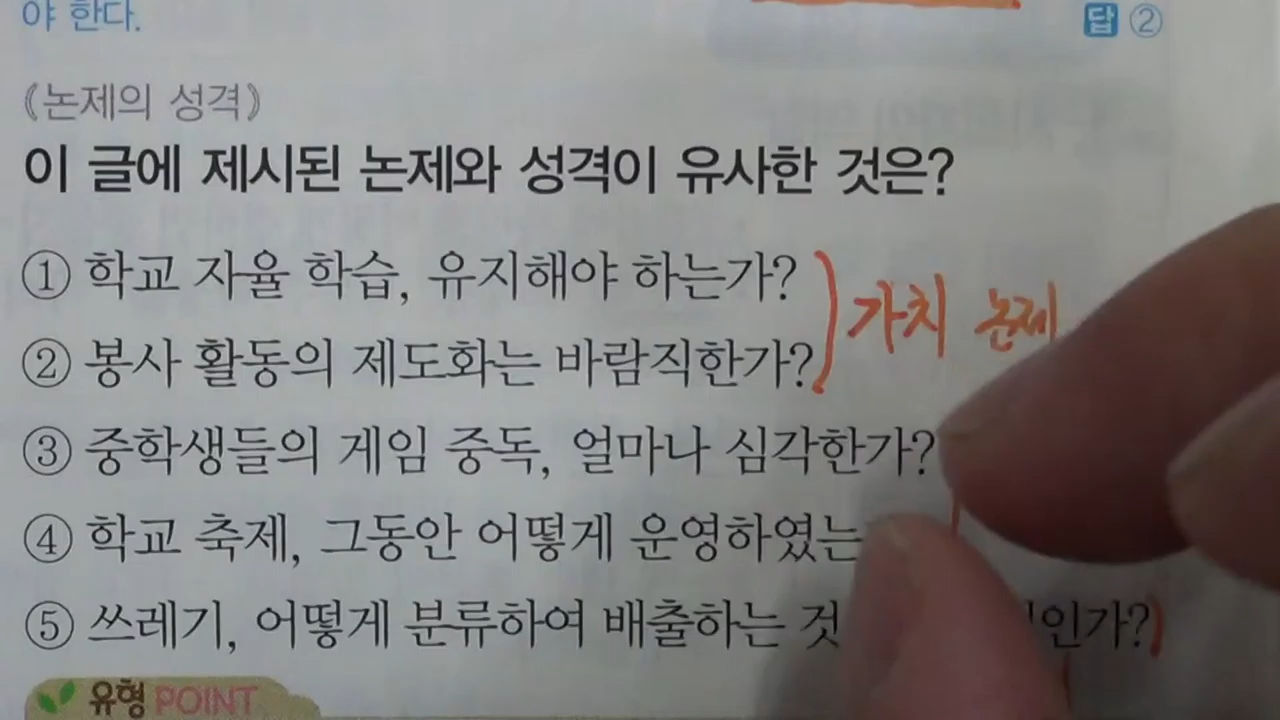 야 한다.
답 ②
《논제의 성격》
이 글에 제시된 논제와 성격이 유사한 것은?
① 학교 자율 학습, 유지해야 하는가?
② 봉사 활동의 제도화는 바람직한가?
가치 논제
③ 중학생들의 게임 중독, 얼마나 심각한가?
④ 학교 축제, 그동안 어떻게 운영하였는
⑤ 쓰레기, 어떻게 분류하여 배출하는 것 인가?
유형 POINT